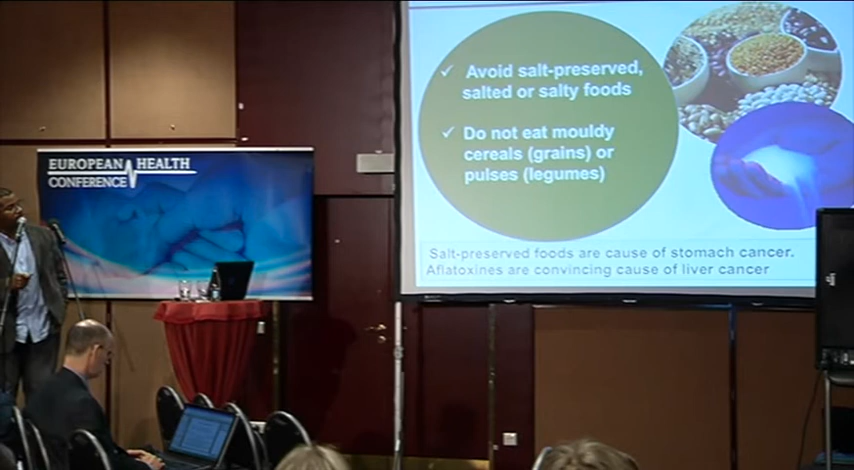 EUROPEAN HEALTH
CONFERENCE
✓ Avoid salt-preserved,
salted or salty foods
✓ Do not eat mouldy
cereals (grains) or
pulses (legumes)
Salt-preserved foods are cause of stomach cancer.
Aflatoxines are convincing cause of liver cancer